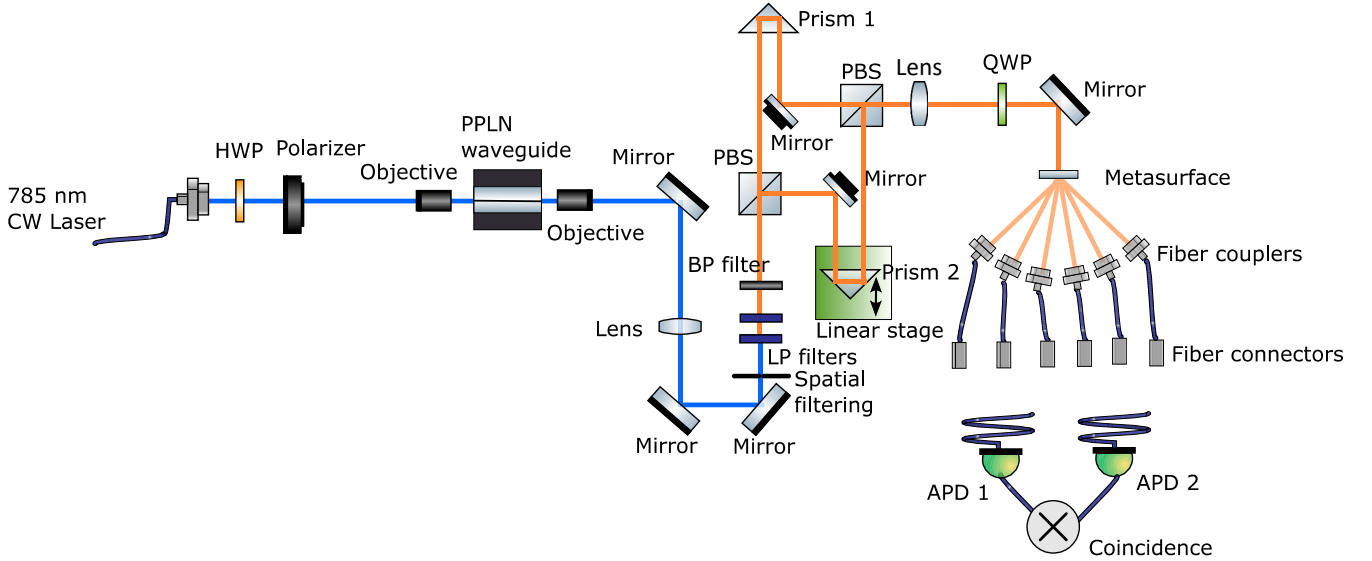 Prism 1
PBS
Lens
QWP
Mirror
Mirror
PPLN
waveguide
HWP
Polarizer
Objective
Mirror
PBS
Mirror
Metasurface
785 nm
CW Laser
Objective
BP filter
Prism 2
Fiber couplers
Lens
Linear stage
LP filters
Spatial
filtering
Fiber connectors
Mirror
Mirror
APD 1
APD 2
Coincidence